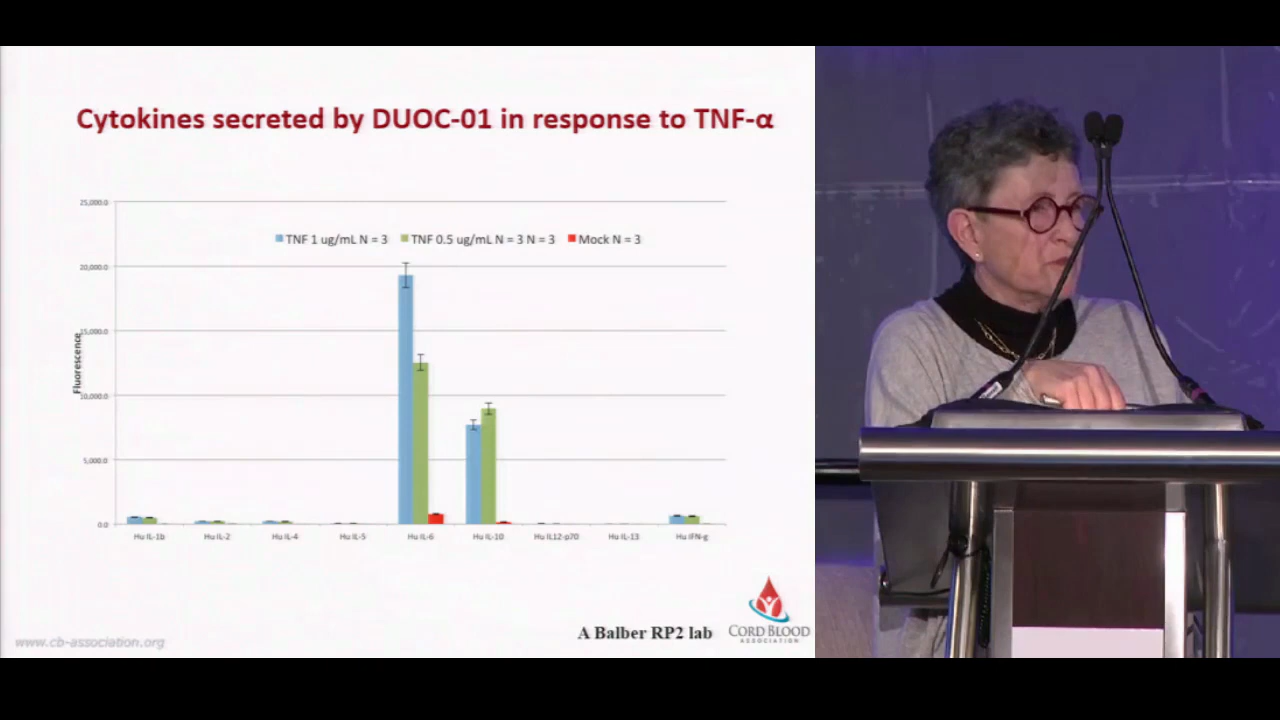 Cytokines secreted by DUOC-01 in response to TNF-α
25,000.0
TNF 1 ug/mL N = 3
TNF 0.5 ug/mL N = 3 N = 3
Mock N = 3
20,000.0
15,000.0
Fluorescence
10,000.0
5,000.0
0.0
Hu IL-1b
Hu IL-2
Hu IL-4
Hu IL-5
Hu IL-6
Hu IL-10
Hu IL12-p70
Hu IL-13
Hu IFN-g
A Balber RP2 lab
CORD BLOOD
ASSOCIATION
www.cb-association.org